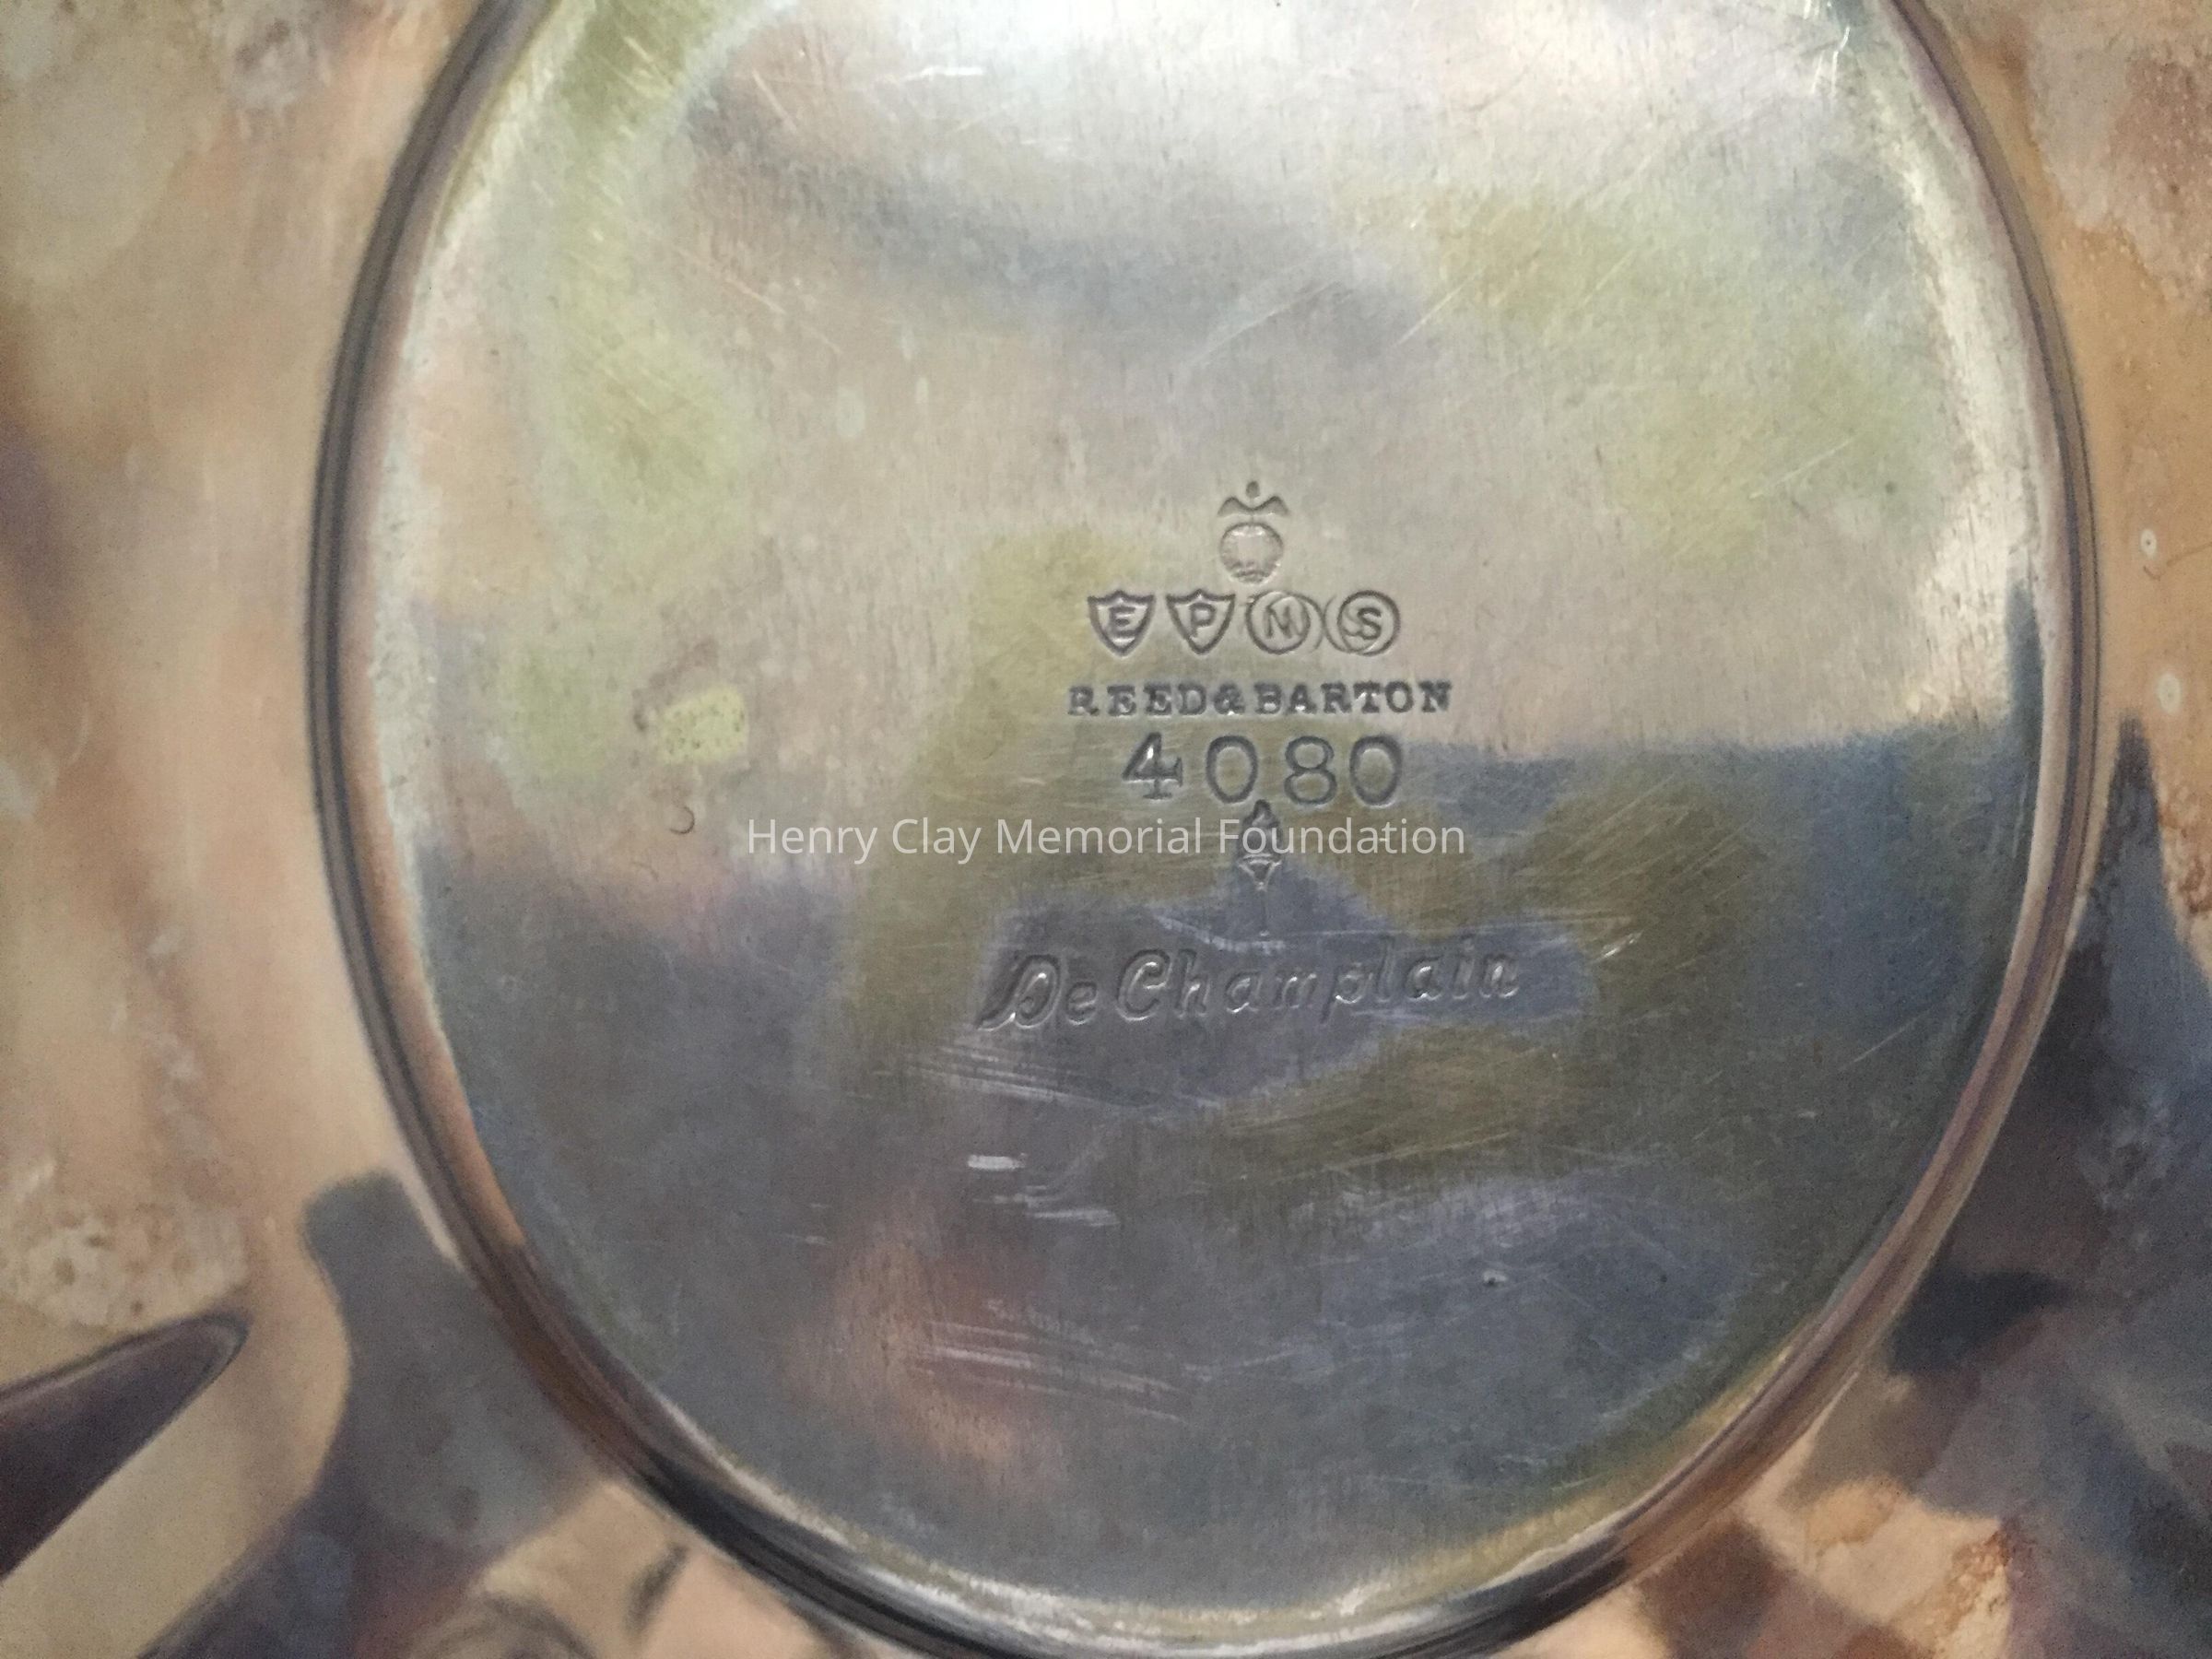 E P N S
REED & BARTON
4080
Henry Clay Memorial Foundation
De Champlain